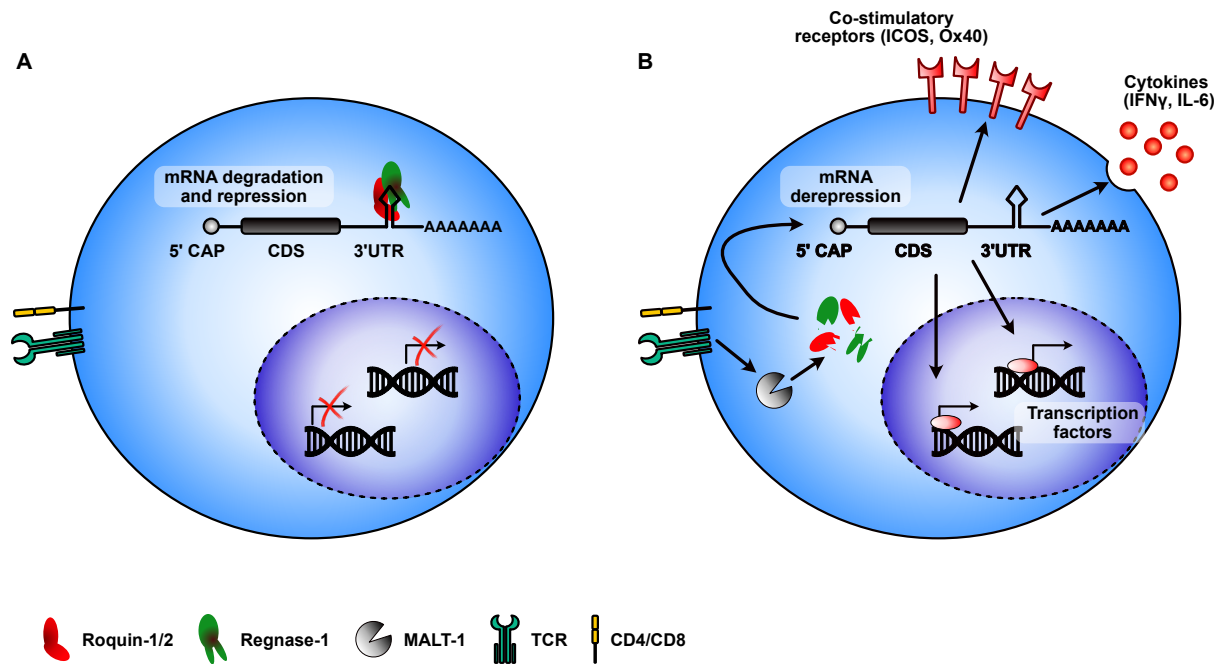 A
mRNA degradation
and repression
AAAAAAA
5' CAP
CDS
3'UTR
B
Co-stimulatory
receptors (ICOS, Ox40)
Cytokines
(IFNγ, IL-6)
mRNA
derepression
AAAAAAA
5' CAP
CDS
3'UTR
Transcription
factors
Roquin-1/2
Regnase-1
MALT-1
TCR
CD4/CD8